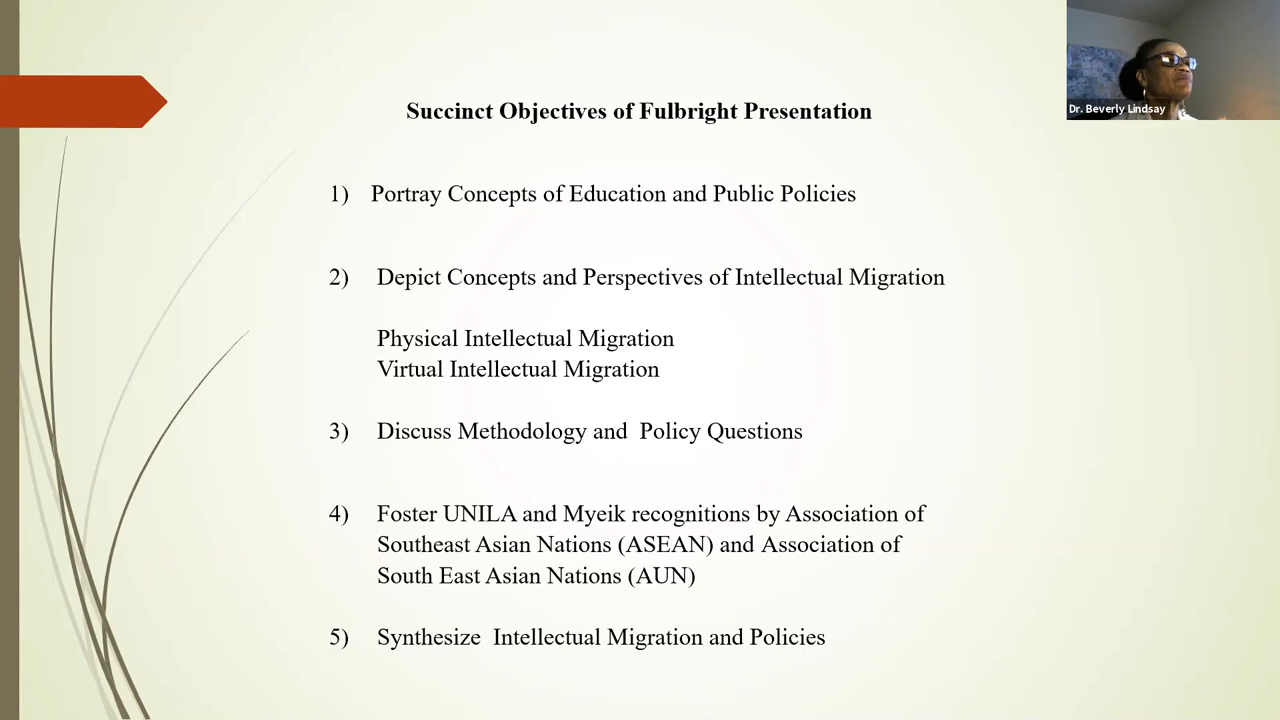 Dr. Beverly Lindsay
Succinct Objectives of Fulbright Presentation
1) Portray Concepts of Education and Public Policies
2) Depict Concepts and Perspectives of Intellectual Migration
Physical Intellectual Migration
Virtual Intellectual Migration
3) Discuss Methodology and Policy Questions
4) Foster UNILA and Myeik recognitions by Association of
Southeast Asian Nations (ASEAN) and Association of
South East Asian Nations (AUN)
5) Synthesize Intellectual Migration and Policies